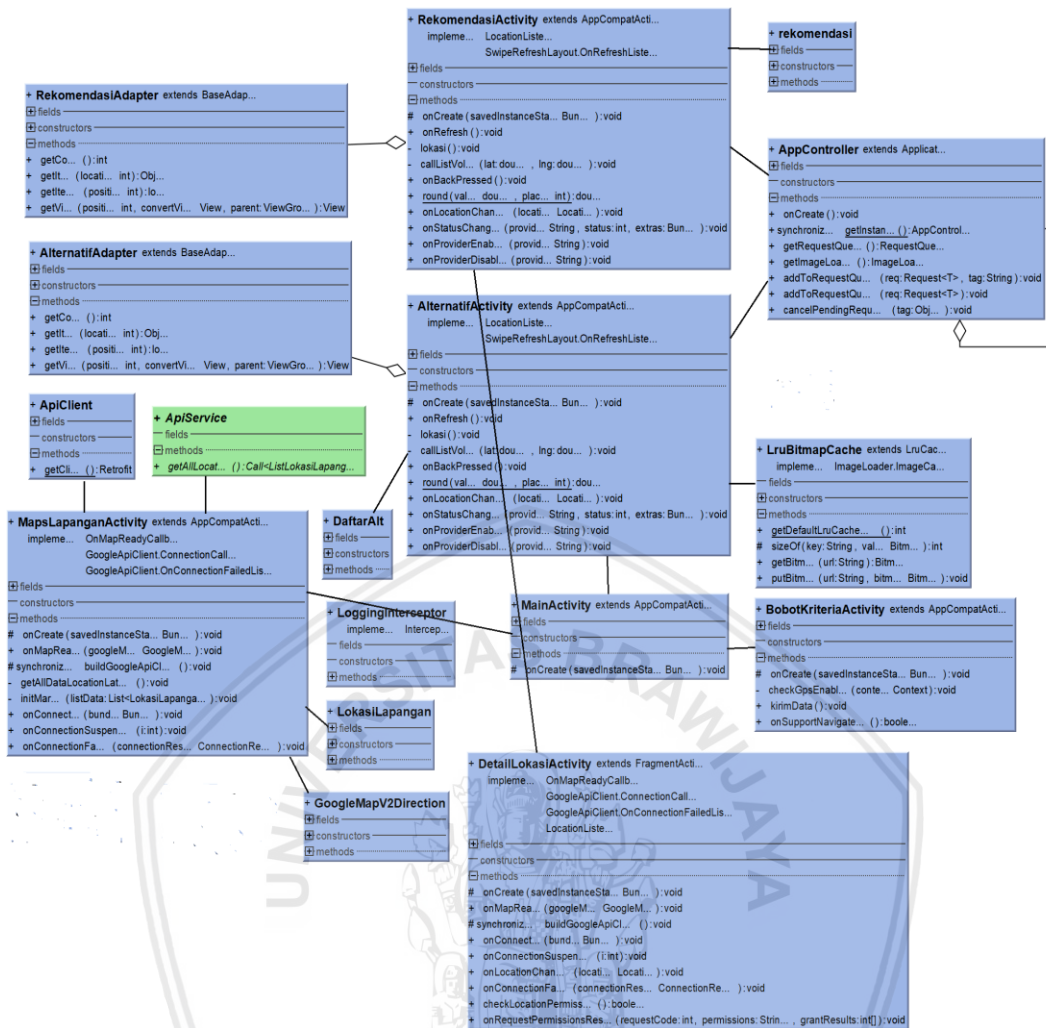 + RekomendasiActivity extends AppCompatActi...
impleme... LocationListe...
SwipeRefreshLayout.OnRefreshListe...
fields
constructors
methods
# onCreate (savedInstanceSta... Bun... ):void
+ onRefresh():void
- lokasi():void
- callListVol... (lat:dou... , lng:dou... ):void
+ onBackPressed():void
+ round(val... dou... , plac... int):dou...
+ onLocationChan... (locati... Locati... ):void
+ onStatusChang... (provid... String, status:int, extras:Bun... ):void
+ onProviderEnab... (provid... String):void
+ onProviderDisabl... (provid... String):void
+ rekomendasi
fields
constructors
methods
+ RekomendasiAdapter extends BaseAdap...
fields
constructors
methods
+ getCo... ():int
+ getIt... (locati... int):Obj...
+ getIte... (positi... int):lo...
+ getVi... (positi... int, convertVi... View, parent:ViewGro... ):View
+ AppController extends Applicat...
fields
constructors
methods
+ onCreate():void
+synchroniz... getInstan... ():AppControl...
+ getRequestQue... ():RequestQue...
+ getImageLoa... ():ImageLoa...
+ addToRequestQu... (req:Request<T>, tag:String):void
+ addToRequestQu... (req:Request<T>):void
+ cancelPendingRequ... (tag:Obj... ):void
+ AlternatifAdapter extends BaseAdap...
fields
constructors
methods
+ getCo... ():int
+ getIt... (locati... int):Obj...
+ getIte... (positi... int):lo...
+ getVi... (positi... int, convertVi... View, parent:ViewGro... ):View
+ AlternatifActivity extends AppCompatActi...
impleme... LocationListe...
SwipeRefreshLayout.OnRefreshListe...
fields
constructors
methods
# onCreate (savedInstanceSta... Bun... ):void
+ onRefresh():void
- lokasi():void
- callListVol... (lat:dou... , lng:dou... ):void
+ onBackPressed():void
+ round(val... dou... , plac... int):dou...
+ onLocationChan... (locati... Locati... ):void
+ onStatusChang... (provid... String, status:int, extras:Bun... ):void
+ onProviderEnab... (provid... String):void
+ onProviderDisabl... (provid... String):void
+ ApiClient
fields
constructors
methods
+ getCli... ():Retrofit
+ ApiService
fields
methods
+ getAllLocat... ():Call<ListLokasiLapang...
+ LruBitmapCache extends LruCac...
impleme... ImageLoader.ImageCa...
fields
constructors
methods
+ getDefaultLruCache... ():int
# sizeOf(key:String, val... Bitm... ):int
+ getBitm... (url:String):Bitm...
+ putBitm... (url:String, bitm... Bitm... ):void
+ MapsLapanganActivity extends AppCompatActi...
impleme... OnMapReadyCallb...
GoogleApiClient.ConnectionCall...
GoogleApiClient.OnConnectionFailedLis...
fields
constructors
methods
# onCreate (savedInstanceSta... Bun... ):void
+ onMapRea... (googleM... GoogleM... ):void
#synchroniz... buildGoogleApiCl... ():void
- getAllDataLocationLat... ():void
- initMar... (listData:List<LokasiLapanga... ):void
+ onConnect... (bund... Bun... ):void
+ onConnectionSuspen... (i:int):void
+ onConnectionFa... (connectionRes... ConnectionRe... ):void
+ DaftarAlt
fields
constructors
methods
+ LoggingInterceptor
impleme... Intercep...
fields
constructors
methods
+ MainActivity extends AppCompatActi...
fields
constructors
methods
# onCreate (savedInstanceSta... Bun... ):void
+ BobotKriteriaActivity extends AppCompatActi...
fields
constructors
methods
# onCreate (savedInstanceSta... Bun... ):void
- checkGpsEnabl... (conte... Context):void
+ kirimData():void
+ onSupportNavigate... ():boole...
+ LokasiLapangan
fields
constructors
methods
+ GoogleMapV2Direction
fields
constructors
methods
+ DetailLokasiActivity extends FragmentActi...
impleme... OnMapReadyCallb...
GoogleApiClient.ConnectionCall...
GoogleApiClient.OnConnectionFailedLis...
LocationListe...
fields
constructors
methods
# onCreate (savedInstanceSta... Bun... ):void
+ onMapRea... (googleM... GoogleM... ):void
#synchroniz... buildGoogleApiCl... ():void
+ onConnect... (bund... Bun... ):void
+ onConnectionSuspen... (i:int):void
+ onLocationChan... (locati... Locati... ):void
+ onConnectionFa... (connectionRes... ConnectionRe... ):void
+ checkLocationPermiss... ():boole...
+ onRequestPermissionsRes... (requestCode:int, permissions:Strin... , grantResults:int[]):void
UNIVERSITAS BRAWIJAYA